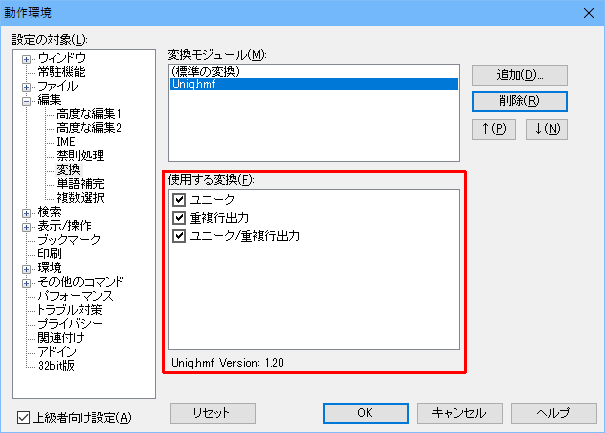 動作環境
設定の対象(L):
ウィンドウ
常駐機能
ファイル
編集
高度な編集1
高度な編集2
IME
禁則処理
変換
単語補完
複数選択
検索
表示/操作
ブックマーク
印刷
環境
その他のコマンド
パフォーマンス
トラブル対策
プライバシー
関連付け
アドイン
32bit版
変換モジュール(M):
(標準の変換)
Uniq.hmf
追加(D)...
削除(R)
↑(P)
↓(N)
使用する変換(F):
ユニーク
重複行出力
ユニーク/重複行出力
Uniq.hmf Version: 1.20
上級者向け設定(A)
リセット
OK
キャンセル
ヘルプ